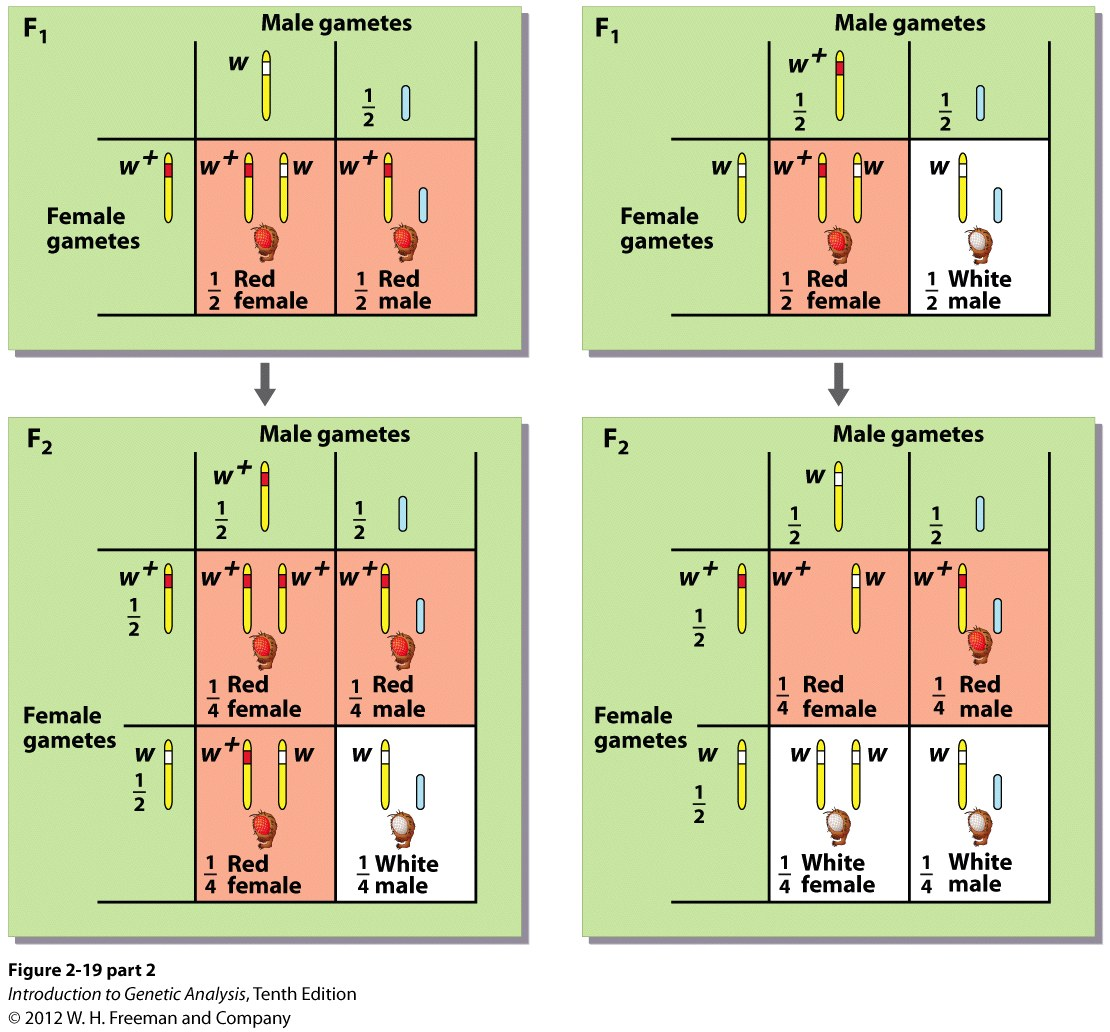 F1
Male gametes
w
1/2
w+
w+ w
w+
Female
gametes
1/2 Red
female
1/2 Red
male
F1
Male gametes
w+
1/2
1/2
w
w+ w
w
Female
gametes
1/2 Red
female
1/2 White
male
F2
Male gametes
w+
1/2
1/2
w+
1/2
w+ w+
w+
1/4 Red
female
1/4 Red
male
Female
gametes
w
1/2
w+ w
w
1/4 Red
female
1/4 White
male
F2
Male gametes
w
1/2
1/2
w+
1/2
w+ w
w+
1/4 Red
female
1/4 Red
male
Female
gametes
w
1/2
w w
w
1/4 White
female
1/4 White
male
Figure 2-19 part 2
Introduction to Genetic Analysis, Tenth Edition
© 2012 W. H. Freeman and Company